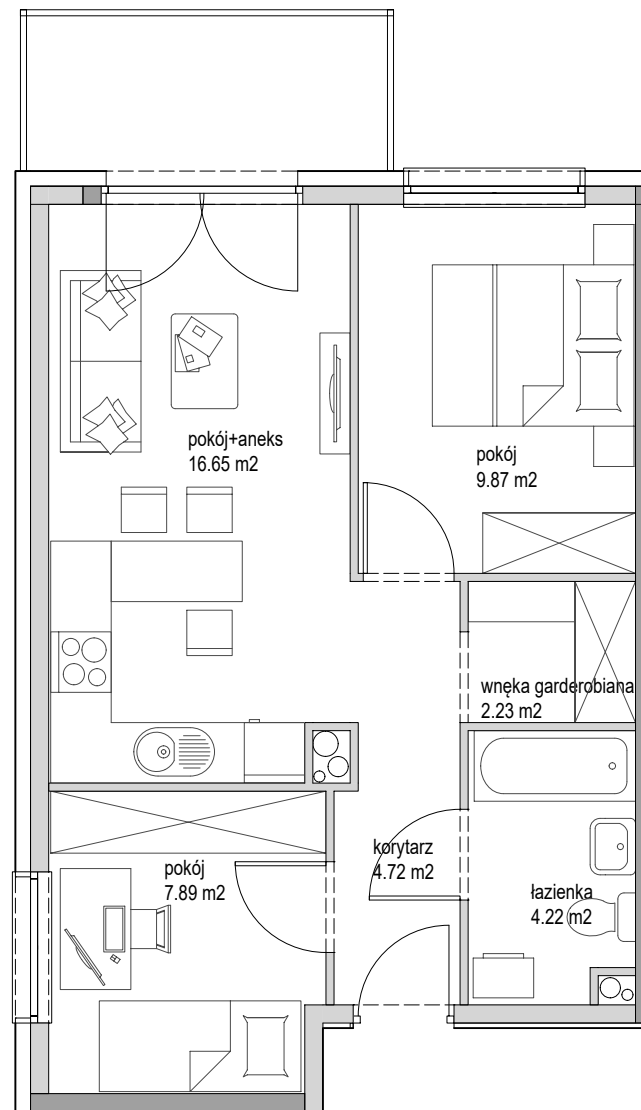 pokój+aneks
16.65 m2
pokój
9.87 m2
wnęka garderobiana
2.23 m2
korytarz
4.72 m2
pokój
7.89 m2
łazienka
4.22 m2